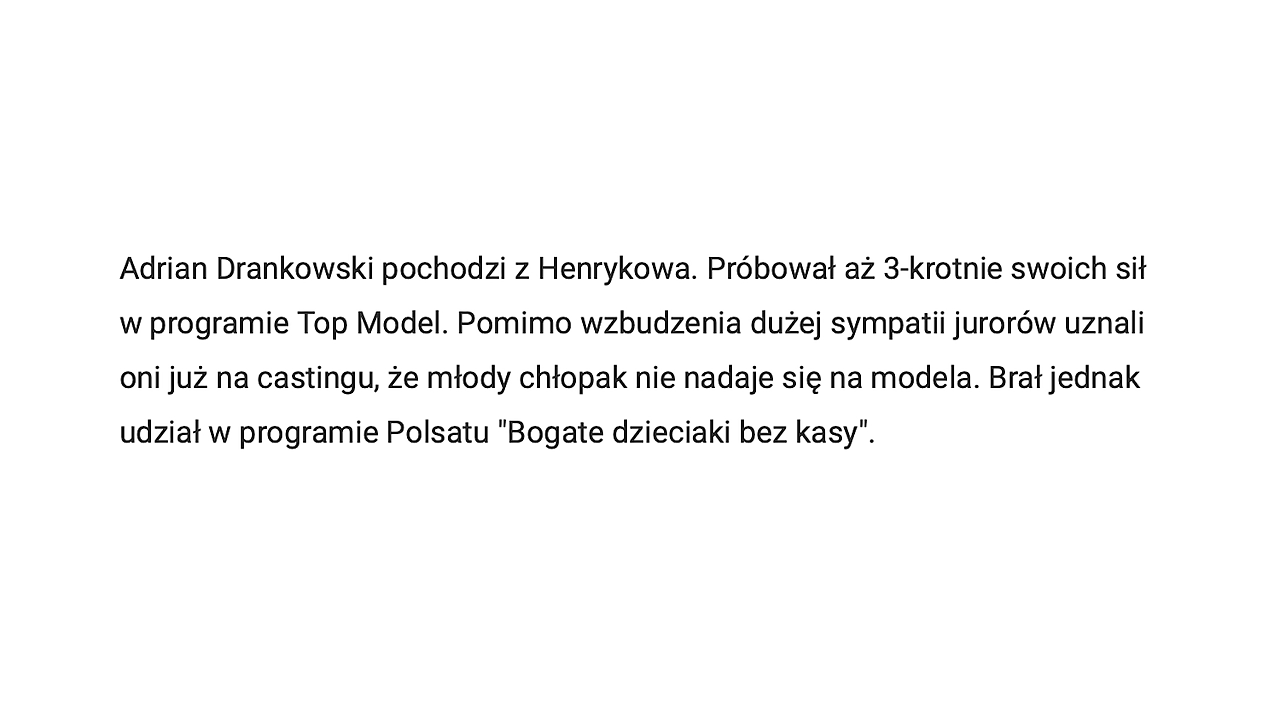 Adrian Drankowski pochodzi z Henrykowa. Próbował aż 3-krotnie swoich sił
w programie Top Model. Pomimo wzbudzenia dużej sympatii jurorów uznali
oni już na castingu, że młody chłopak nie nadaje się na modela. Brał jednak
udział w programie Polsatu "Bogate dzieciaki bez kasy".